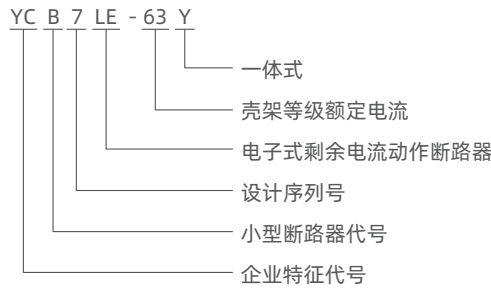 YC B 7 LE - 63 Y
一体式
壳架等级额定电流
电子式剩余电流动作断路器
设计序列号
小型断路器代号
企业特征代号